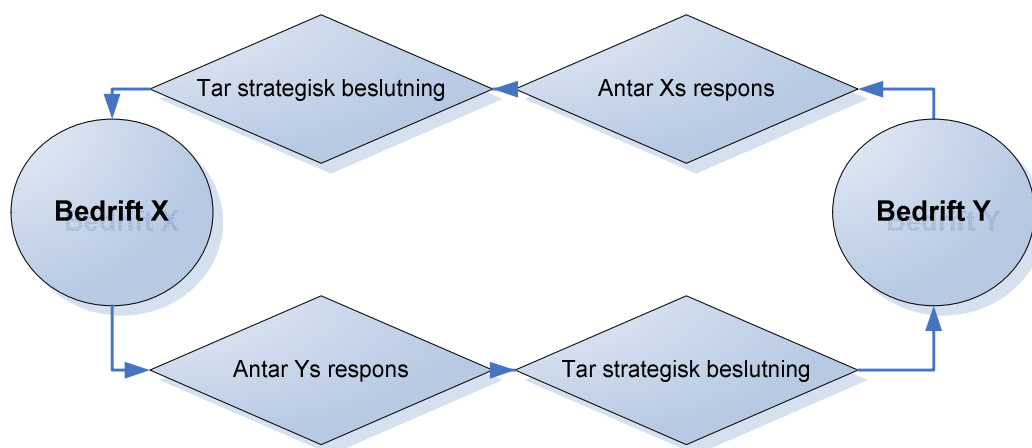 Tar strategisk beslutning
Antar Xs respons
Bedrift X
Bedrift Y
Antar Ys respons
Tar strategisk beslutning